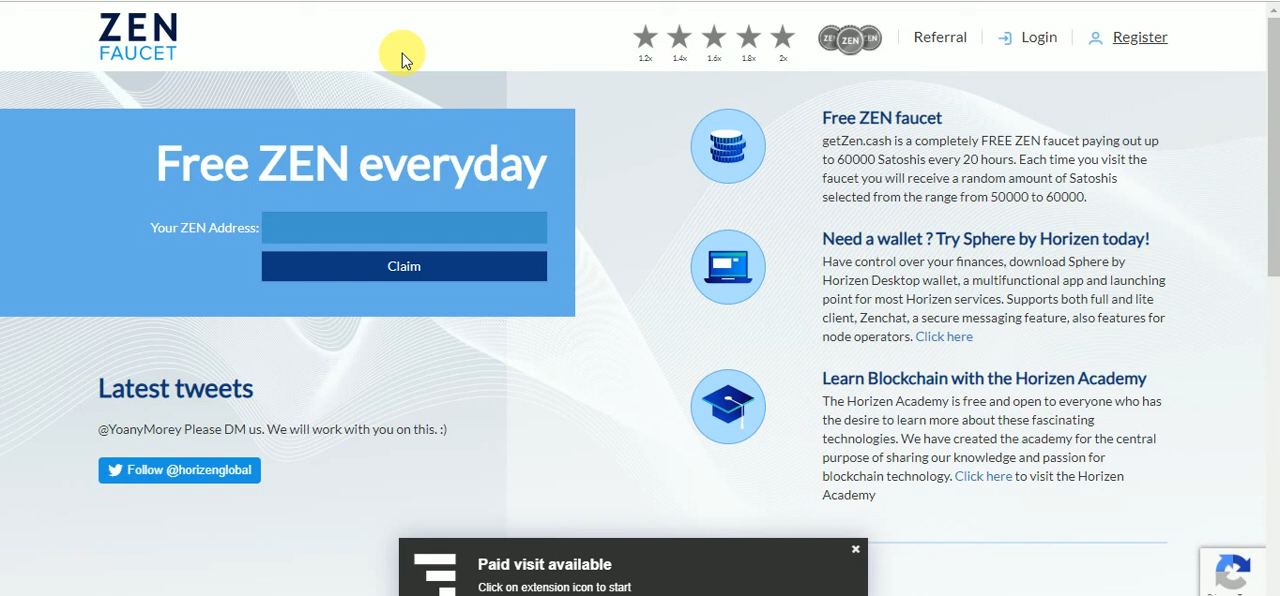 ZEN
FAUCET
1.2x 1.4x 1.6x 1.8x 2x
ZEN
Referral
Login
Register
Free ZEN everyday
Your ZEN Address:
Claim
Free ZEN faucet
getZen.cash is a completely FREE ZEN faucet paying out up
to 60000 Satoshis every 20 hours. Each time you visit the
faucet you will receive a random amount of Satoshis
selected from the range from 50000 to 60000.
Need a wallet ? Try Sphere by Horizen today!
Have control over your finances, download Sphere by
Horizen Desktop wallet, a multifunctional app and launching
point for most Horizen services. Supports both full and lite
client, Zenchat, a secure messaging feature, also features for
node operators. Click here
Learn Blockchain with the Horizen Academy
The Horizen Academy is free and open to everyone who has
the desire to learn more about these fascinating
technologies. We have created the academy for the central
purpose of sharing our knowledge and passion for
blockchain technology. Click here to visit the Horizen
Academy
Latest tweets
@YoanyMorey Please DM us. We will work with you on this. :)
Follow @horizenglobal
Paid visit available
Click on extension icon to start